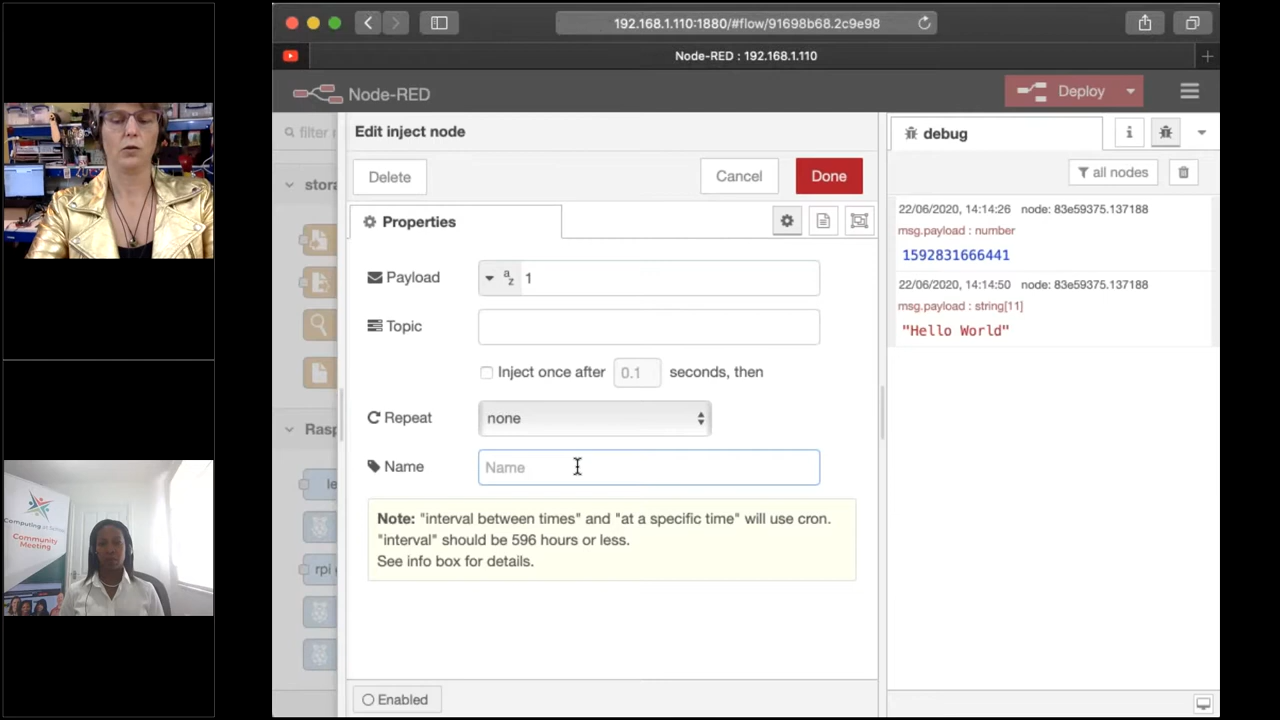 192.168.1.110:1880/#flow/91698b68.2c9e98
Node-RED : 192.168.1.110
Node-RED
Deploy
filter
Edit inject node
debug
Delete
Cancel
Done
all nodes
stora
Properties
22/06/2020, 14:14:26 node: 83e59375.137188
msg.payload : number
1592831666441
22/06/2020, 14:14:50 node: 83e59375.137188
msg.payload : string[11]
"Hello World"
Payload
1
Topic
Inject once after 0.1 seconds, then
Repeat
none
Rasp
Name
Name
le
Note: "interval between times" and "at a specific time" will use cron.
"interval" should be 596 hours or less.
See info box for details.
rpi
Enabled
Computing at School
Community
Meeting